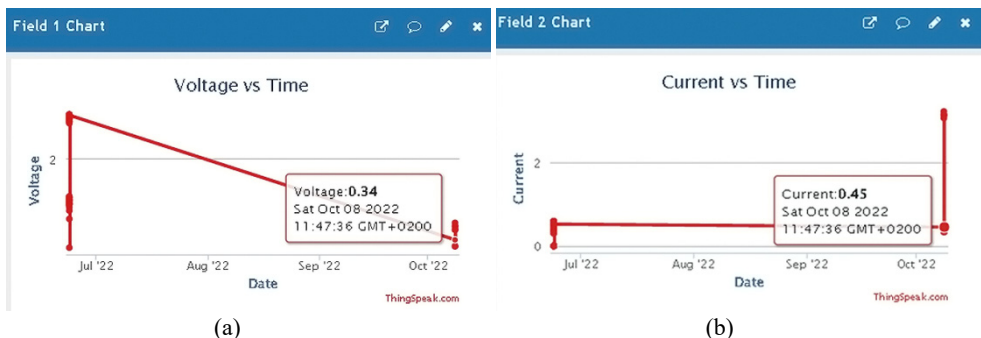 Field 1 Chart
Voltage vs Time
Voltage
2
Voltage:0.34
Sat Oct 08 2022
11:47:36 GMT+0200
Jul '22
Aug '22
Sep '22
Oct '22
Date
ThingSpeak.com
(a)
Field 2 Chart
Current vs Time
Current
2
0
Current:0.45
Sat Oct 08 2022
11:47:36 GMT+0200
Jul '22
Aug '22
Sep '22
Oct '22
Date
ThingSpeak.com
(b)